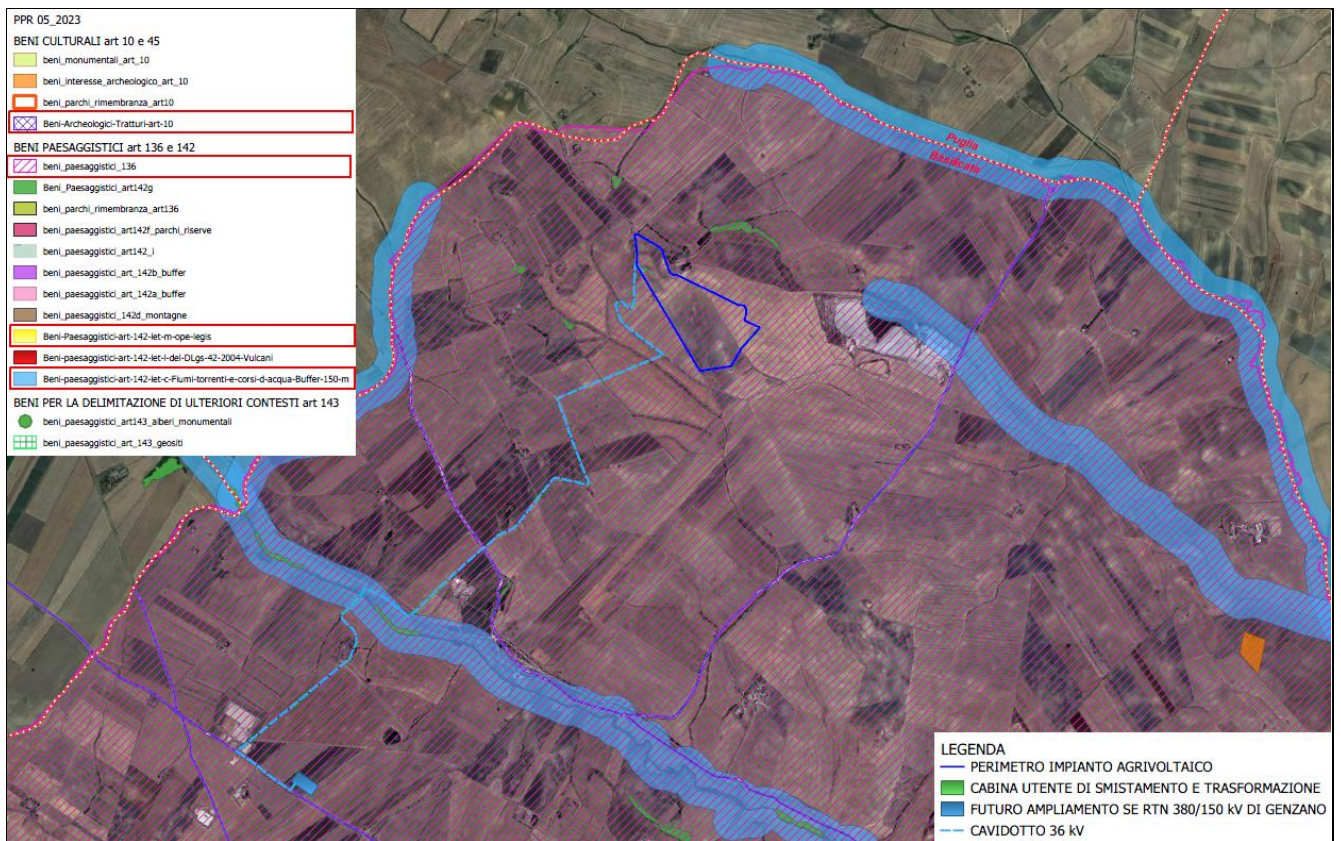 PPR 05_2023
BENI CULTURALI art 10 e 45
beni_monumentali_art_10
beni_interesse_archeologico_art_10
beni_parchi_rimembranza_art10
Beni-Archeologici-Tratturi-art-10
BENI PAESAGGISTICI art 136 e 142
beni_paesaggistici_136
Beni_Paesaggistici_art142g
beni_parchi_rimembranza_art136
beni_paesaggistici_art142f_parchi_riserve
beni_paesaggistici_art142_i
beni_paesaggistici_art_142b_buffer
beni_paesaggistici_art_142a_buffer
beni_paesaggistici_142d_montagne
Beni-Paesaggistici-art-142-let-m-ope-legis
Beni-paesaggistici-art-142-let-i-del-DLgs-42-2004-Vulcani
Beni-paesaggistici-art-142-let-c-Fiumi-torrenti-e-corsi-d-acqua-Buffer-150-m
BENI PER LA DELIMITAZIONE DI ULTERIORI CONTESTI art 143
beni_paesaggistici_art143_alberi_monumentali
beni_paesaggistici_art_143_geositi
Puglia
Basilicata
LEGENDA
PERIMETRO IMPIANTO AGRIVOLTAICO
CABINA UTENTE DI SMISTAMENTO E TRASFORMAZIONE
FUTURO AMPLIAMENTO SE RTN 380/150 kV DI GENZANO
CAVIDOTTO 36 kV